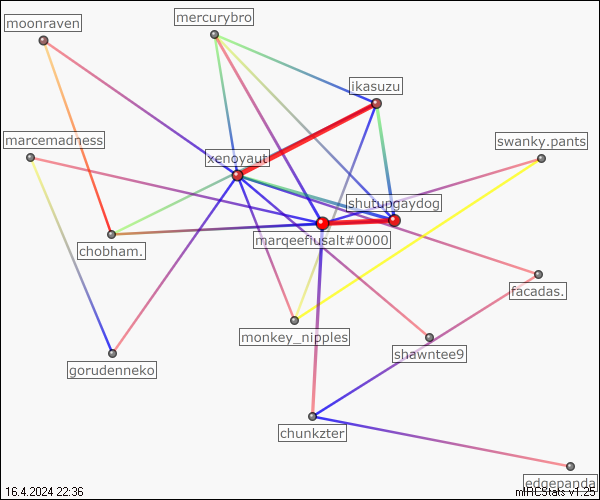 moonraven
mercurybro
ikasuzu
marcemadness
swanky.pants
xenoyaut
shutupgaydog
marqeefiusalt#0000
chobham.
facadas.
monkey_nipples
shawntee9
gorudenneko
chunkzter
edgepanda
16.4.2024 22:36
mIRCStats v1.25